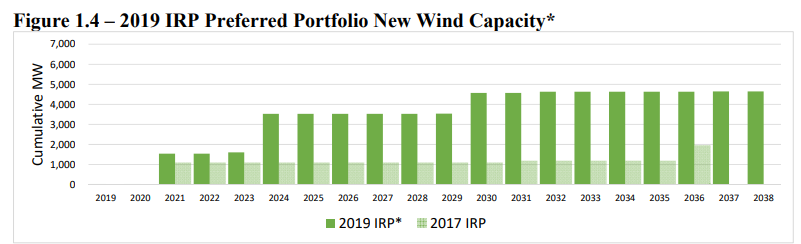 Figure 1.4 – 2019 IRP Preferred Portfolio New Wind Capacity*
Cumulative MW
7,000
6,000
5,000
4,000
3,000
2,000
1,000
0
2019 2020 2021 2022 2023 2024 2025 2026 2027 2028 2029 2030 2031 2032 2033 2034 2035 2036 2037 2038
2019 IRP* 2017 IRP